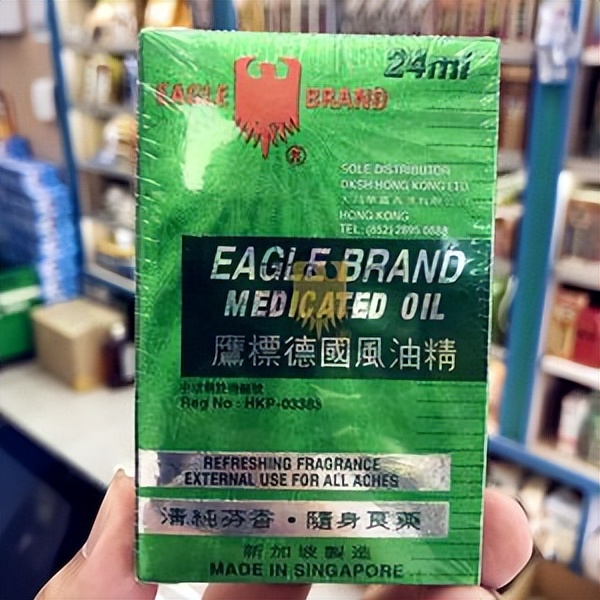 24ml
EAGLE BRAND
®
SOLE DISTRIBUTOR
DKSH HONG KONG LTD.
HONG KONG
TEL: (852) 2895 0888
EAGLE BRAND
MEDICATED OIL
鷹標德國風油精
Reg No : HKP-03385
REFRESHING FRAGRANCE
EXTERNAL USE FOR ALL ACHES
清純芬香・隨身良藥
新加坡製造
MADE IN SINGAPORE